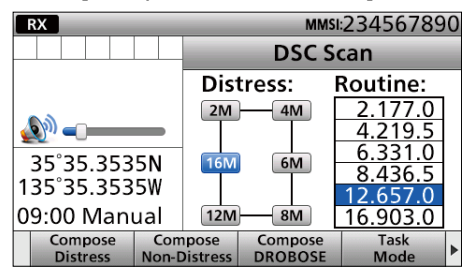 RX MMSI:234567890
DSC Scan
Distress: Routine:
2M 4M 2.177.0
4.219.5
16M 6M 6.331.0
8.436.5
12.657.0
12M 8M 16.903.0
35°35.3535N
135°35.3535W
09:00 Manual
Compose Distress
Compose Non-Distress
Compose DROBOSE
Task Mode